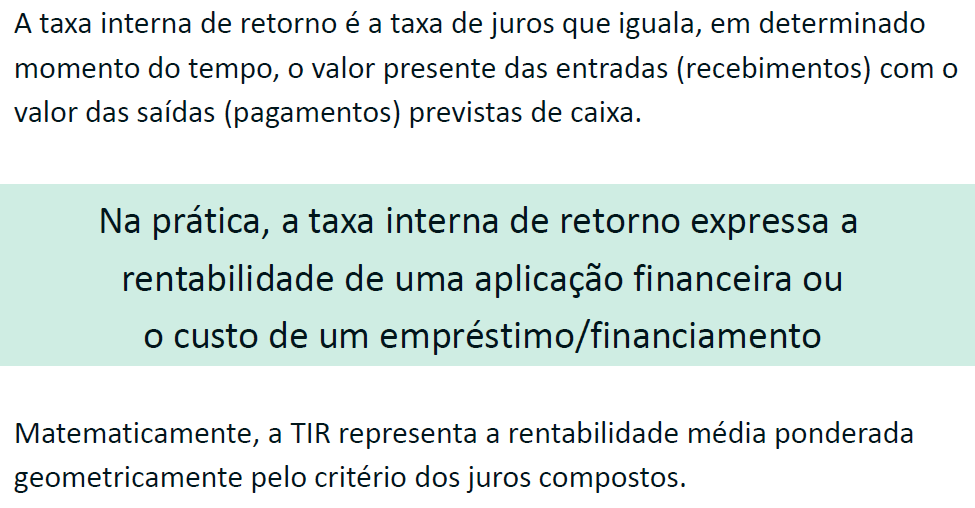 A taxa interna de retorno é a taxa de juros que iguala, em determinado
momento do tempo, o valor presente das entradas (recebimentos) com o
valor das saídas (pagamentos) previstas de caixa.
Na prática, a taxa interna de retorno expressa a
rentabilidade de uma aplicação financeira ou
o custo de um empréstimo/financiamento
Matematicamente, a TIR representa a rentabilidade média ponderada
geometricamente pelo critério dos juros compostos.